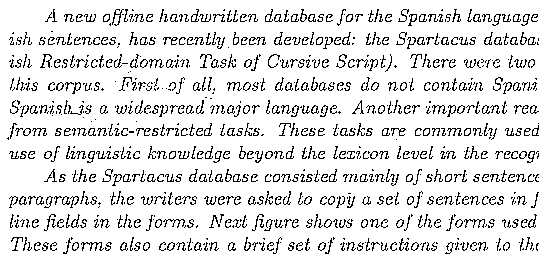 A new offline handwritten database for the Spanish language
ish sentences, has recently been developed: the Spartacus databas
ish Restricted-domain Task of Cursive Script). There were two
this corpus. First of all, most databases do not contain Spani
Spanish is a widespread major language. Another important rea
from semantic-restricted tasks. These tasks are commonly used
use of linguistic knowledge beyond the lexicon level in the recog
As the Spartacus database consisted mainly of short sentence
paragraphs, the writers were asked to copy a set of sentences in f
line fields in the forms. Next figure shows one of the forms used
These forms also contain a brief set of instructions given to the